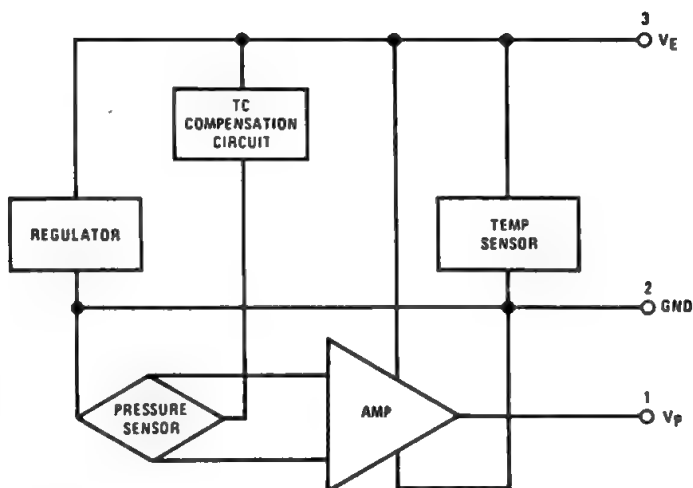 3
VE
TC
COMPENSATION
CIRCUIT
REGULATOR
TEMP
SENSOR
2
GND
1
VP
AMP
PRESSURE
SENSOR